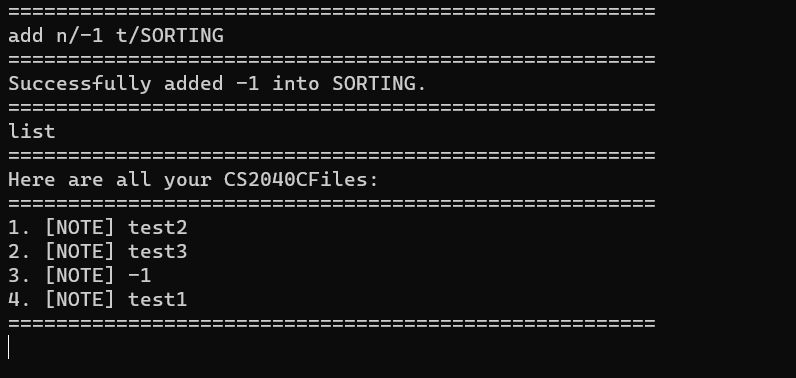 ======================================================
add n/-1 t/SORTING
======================================================
Successfully added -1 into SORTING.
======================================================
list
======================================================
Here are all your CS2040CFiles:
======================================================
1. [NOTE] test2
2. [NOTE] test3
3. [NOTE] -1
4. [NOTE] test1
======================================================